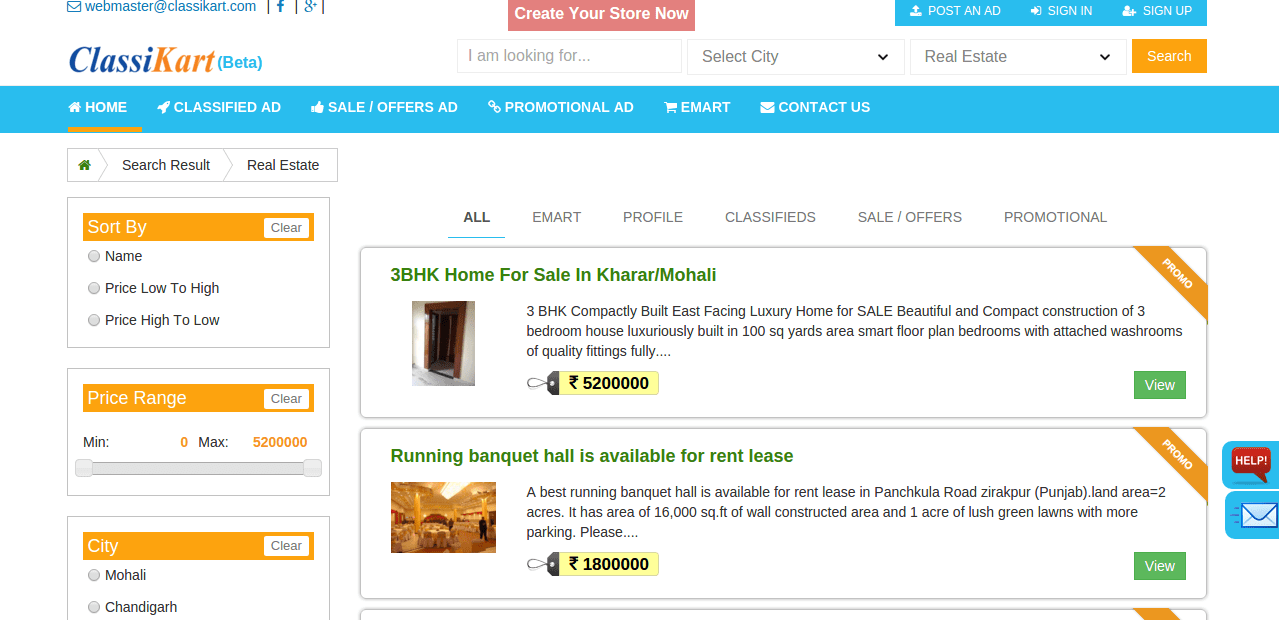 webmaster@classikart.com | f | g+ |
Create Your Store Now
POST AN AD SIGN IN SIGN UP
ClassiKart (Beta)
I am looking for... Select City Real Estate Search
HOME CLASSIFIED AD SALE / OFFERS AD PROMOTIONAL AD EMART CONTACT US
Search Result Real Estate
Sort By Clear
Name
Price Low To High
Price High To Low
Price Range Clear
Min: 0 Max: 5200000
City Clear
Mohali
Chandigarh
ALL EMART PROFILE CLASSIFIEDS SALE / OFFERS PROMOTIONAL
3BHK Home For Sale In Kharar/Mohali
PROMO
3 BHK Compactly Built East Facing Luxury Home for SALE Beautiful and Compact construction of 3
bedroom house luxuriously built in 100 sq yards area smart floor plan bedrooms with attached washrooms
of quality fittings fully....
₹ 5200000
View
Running banquet hall is available for rent lease
PROMO
A best running banquet hall is available for rent lease in Panchkula Road zirakpur (Punjab).land area=2
acres. It has area of 16,000 sq.ft of wall constructed area and 1 acre of lush green lawns with more
parking. Please....
₹ 1800000
View
HELP!